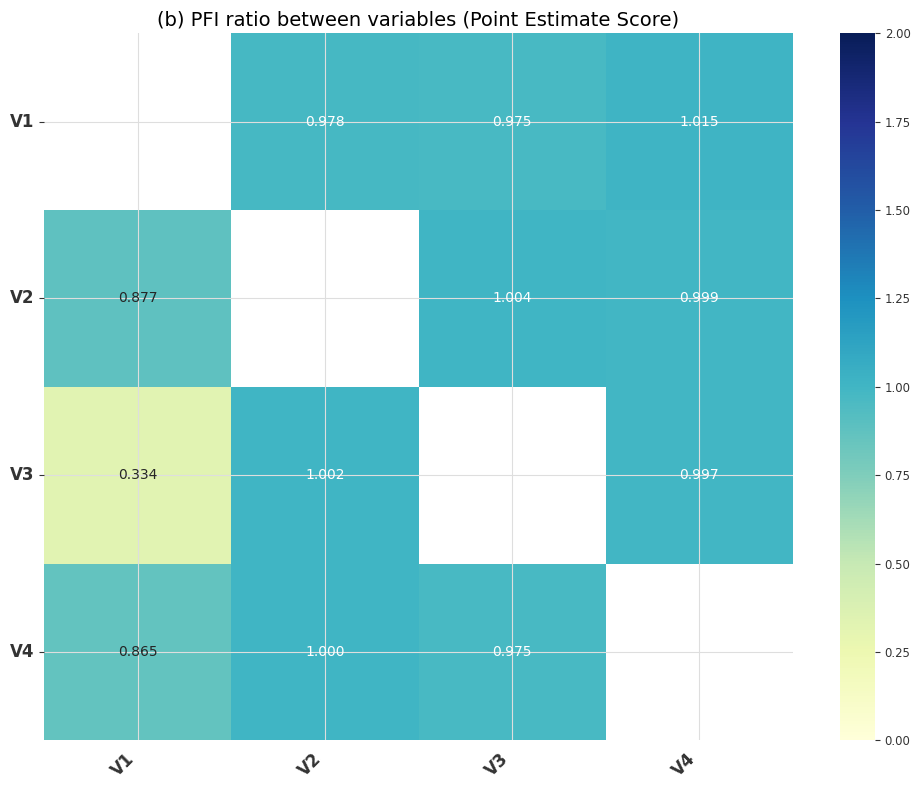 (b) PFI ratio between variables (Point Estimate Score)
2.00
V1
0.978 0.975 1.015
1.75
1.50
V2
0.877 1.004 0.999
1.25
1.00
V3
0.334 1.002 0.997
0.75
0.50
V4
0.865 1.000 0.975
0.25
0.00
V1 V2 V3 V4